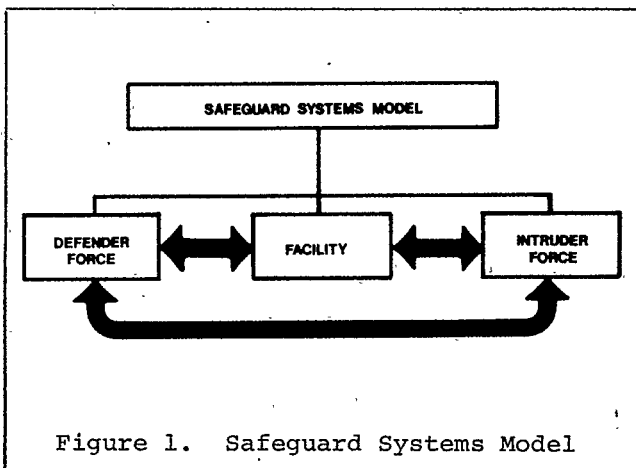 SAFEGUARD SYSTEMS MODEL
DEFENDER
FORCE
FACILITY
INTRUDER
FORCE
Figure 1. Safeguard Systems Model